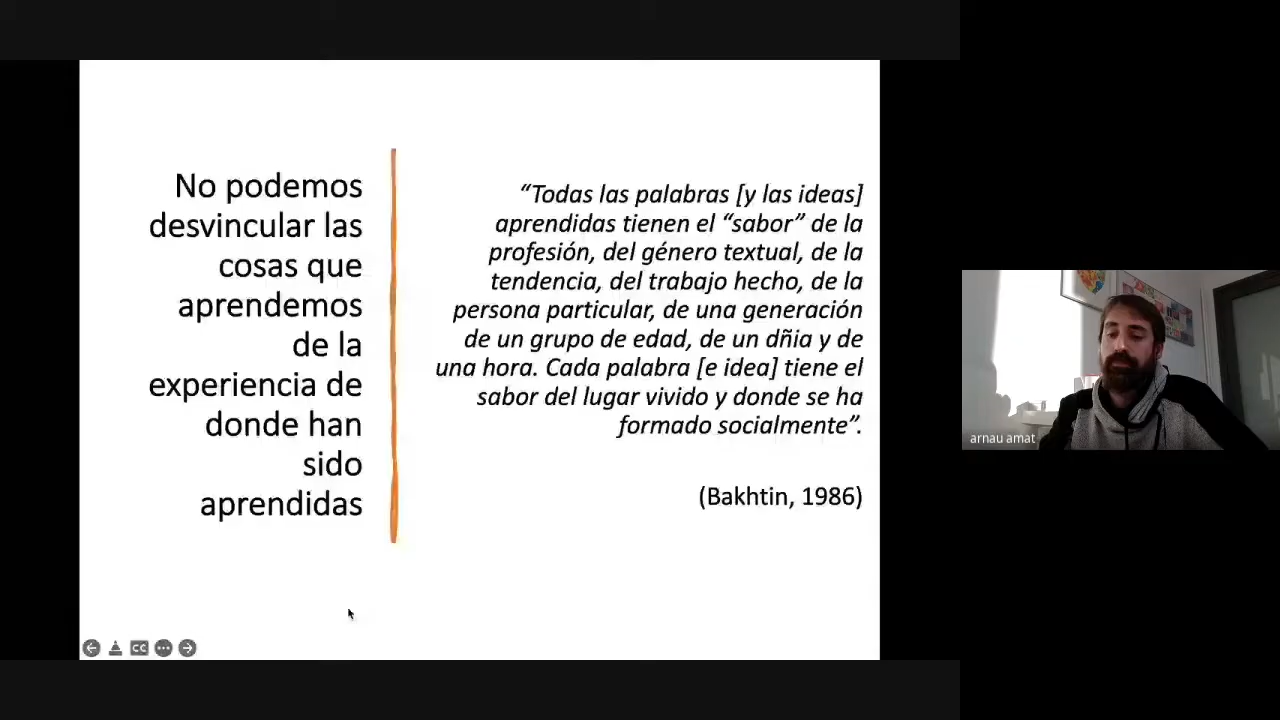 No podemos
desvincular las
cosas que
aprendemos
de la
experiencia de
donde han
sido
aprendidas
“Todas las palabras [y las ideas]
aprendidas tienen el “sabor” de la
profesión, del género textual, de la
tendencia, del trabajo hecho, de la
persona particular, de una generación
de un grupo de edad, de un dñia y de
una hora. Cada palabra [e idea] tiene el
sabor del lugar vivido y donde se ha
formado socialmente”.
(Bakhtin, 1986)
CC
arnau amat